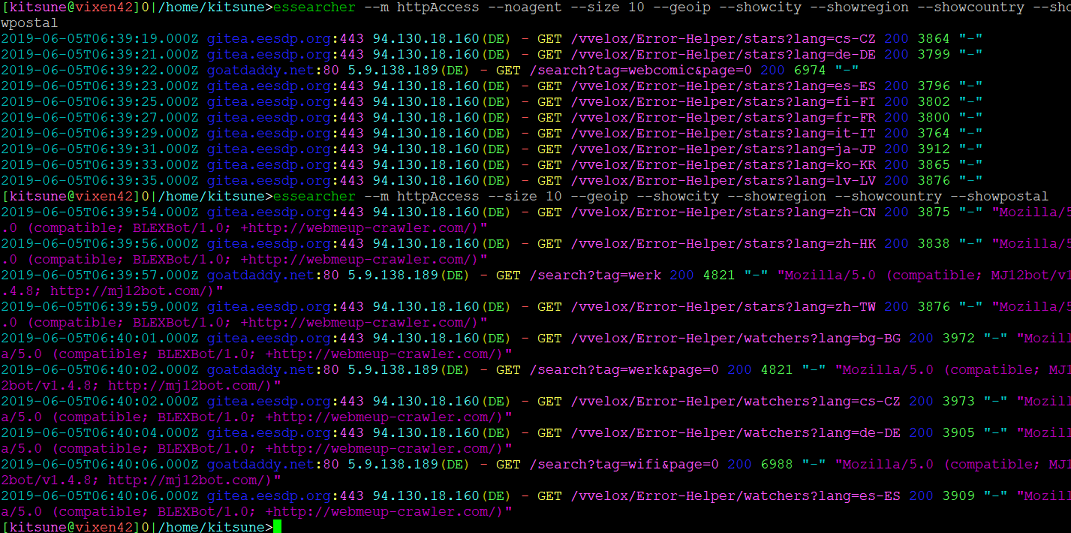 [kitsune@vixen42]0|/home/kitsune>essearcher --m httpAccess --noagent --size 10 --geoip --showcity --showregion --showcountry --sho
wpostal
2019-06-05T06:39:19.000Z gitea.eesdp.org:443 94.130.18.160(DE) - GET /vvelox/Error-Helper/stars?lang=cs-CZ 200 3864 "-"
2019-06-05T06:39:21.000Z gitea.eesdp.org:443 94.130.18.160(DE) - GET /vvelox/Error-Helper/stars?lang=de-DE 200 3799 "-"
2019-06-05T06:39:22.000Z goatdaddy.net:80 5.9.138.189(DE) - GET /search?tag=webcomic&page=0 200 6974 "-"
2019-06-05T06:39:23.000Z gitea.eesdp.org:443 94.130.18.160(DE) - GET /vvelox/Error-Helper/stars?lang=es-ES 200 3796 "-"
2019-06-05T06:39:25.000Z gitea.eesdp.org:443 94.130.18.160(DE) - GET /vvelox/Error-Helper/stars?lang=fi-FI 200 3802 "-"
2019-06-05T06:39:27.000Z gitea.eesdp.org:443 94.130.18.160(DE) - GET /vvelox/Error-Helper/stars?lang=fr-FR 200 3800 "-"
2019-06-05T06:39:29.000Z gitea.eesdp.org:443 94.130.18.160(DE) - GET /vvelox/Error-Helper/stars?lang=it-IT 200 3764 "-"
2019-06-05T06:39:31.000Z gitea.eesdp.org:443 94.130.18.160(DE) - GET /vvelox/Error-Helper/stars?lang=ja-JP 200 3912 "-"
2019-06-05T06:39:33.000Z gitea.eesdp.org:443 94.130.18.160(DE) - GET /vvelox/Error-Helper/stars?lang=ko-KR 200 3865 "-"
2019-06-05T06:39:35.000Z gitea.eesdp.org:443 94.130.18.160(DE) - GET /vvelox/Error-Helper/stars?lang=lv-LV 200 3876 "-"
[kitsune@vixen42]0|/home/kitsune>essearcher --m httpAccess --size 10 --geoip --showcity --showregion --showcountry --showpostal
2019-06-05T06:39:54.000Z gitea.eesdp.org:443 94.130.18.160(DE) - GET /vvelox/Error-Helper/stars?lang=zh-CN 200 3875 "-" "Mozilla/5
.0 (compatible; BLEXBot/1.0; +http://webmeup-crawler.com/)"
2019-06-05T06:39:56.000Z gitea.eesdp.org:443 94.130.18.160(DE) - GET /vvelox/Error-Helper/stars?lang=zh-HK 200 3838 "-" "Mozilla/5
.0 (compatible; BLEXBot/1.0; +http://webmeup-crawler.com/)"
2019-06-05T06:39:57.000Z goatdaddy.net:80 5.9.138.189(DE) - GET /search?tag=werk 200 4821 "-" "Mozilla/5.0 (compatible; MJ12bot/v1
.4.8; http://mj12bot.com/)"
2019-06-05T06:39:59.000Z gitea.eesdp.org:443 94.130.18.160(DE) - GET /vvelox/Error-Helper/stars?lang=zh-TW 200 3876 "-" "Mozilla/5
.0 (compatible; BLEXBot/1.0; +http://webmeup-crawler.com/)"
2019-06-05T06:40:01.000Z gitea.eesdp.org:443 94.130.18.160(DE) - GET /vvelox/Error-Helper/watchers?lang=bg-BG 200 3972 "-" "Mozill
a/5.0 (compatible; BLEXBot/1.0; +http://webmeup-crawler.com/)"
2019-06-05T06:40:02.000Z goatdaddy.net:80 5.9.138.189(DE) - GET /search?tag=werk&page=0 200 4821 "-" "Mozilla/5.0 (compatible; MJ1
2bot/v1.4.8; http://mj12bot.com/)"
2019-06-05T06:40:02.000Z gitea.eesdp.org:443 94.130.18.160(DE) - GET /vvelox/Error-Helper/watchers?lang=cs-CZ 200 3973 "-" "Mozill
a/5.0 (compatible; BLEXBot/1.0; +http://webmeup-crawler.com/)"
2019-06-05T06:40:04.000Z gitea.eesdp.org:443 94.130.18.160(DE) - GET /vvelox/Error-Helper/watchers?lang=de-DE 200 3905 "-" "Mozill
a/5.0 (compatible; BLEXBot/1.0; +http://webmeup-crawler.com/)
2019-06-05T06:40:06.000Z goatdaddy.net:80 5.9.138.189(DE) - GET /search?tag=wifi&page=0 200 6988 "-" "Mozilla/5.0 (compatible; MJ1
2bot/v1.4.8; http://mj12bot.com/)"
2019-06-05T06:40:06.000Z gitea.eesdp.org:443 94.130.18.160(DE) - GET /vvelox/Error-Helper/watchers?lang=es-ES 200 3909 "-" "Mozill
a/5.0 (compatible; BLEXBot/1.0; +http://webmeup-crawler.com/)"
[kitsune@vixen42]0|/home/kitsune>